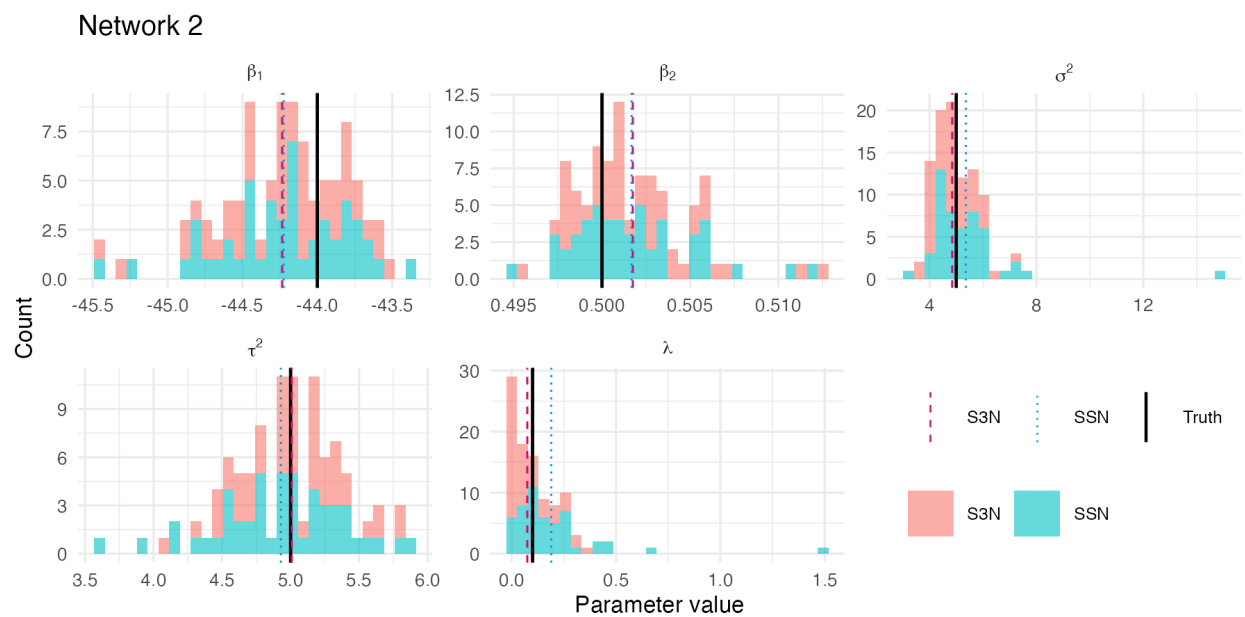 Network 2
β₁
β₂
σ²
7.5
5.0
2.5
0.0
-45.5 -45.0 -44.5 -44.0 -43.5
12.5
10.0
7.5
5.0
2.5
0.0
0.495 0.500 0.505 0.510
20
15
10
5
0
4 8 12
Count
τ²
λ
9
6
3
0
3.5 4.0 4.5 5.0 5.5 6.0
30
20
10
0
0.0 0.5 1.0 1.5
Parameter value
S3N SSN Truth
S3N SSN